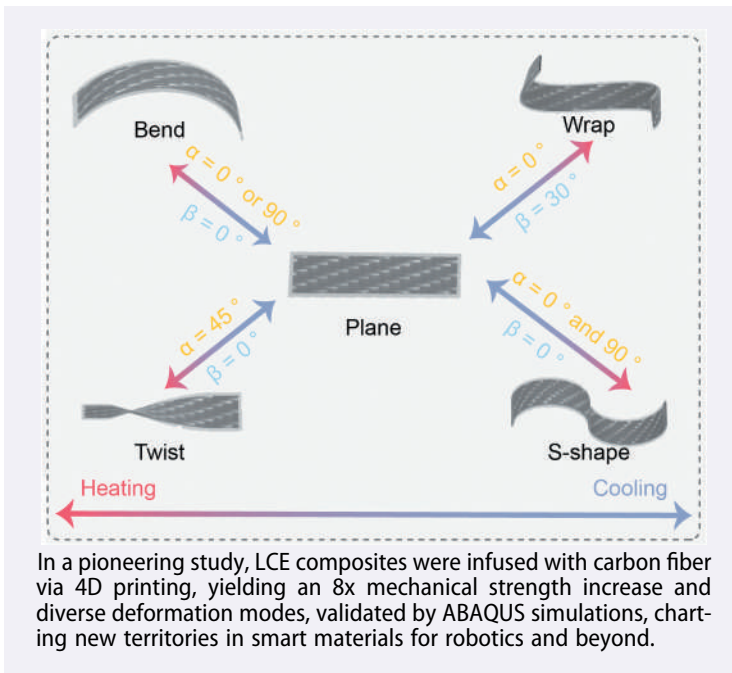 Bend
Wrap
α = 0 ° or 90 °
β = 0 °
α = 0 °
β = 30 °
Plane
α = 45 °
β = 0 °
α = 0 ° and 90 °
β = 0 °
Twist
S-shape
Heating
Cooling
In a pioneering study, LCE composites were infused with carbon fiber
via 4D printing, yielding an 8x mechanical strength increase and
diverse deformation modes, validated by ABAQUS simulations, chart-
ing new territories in smart materials for robotics and beyond.